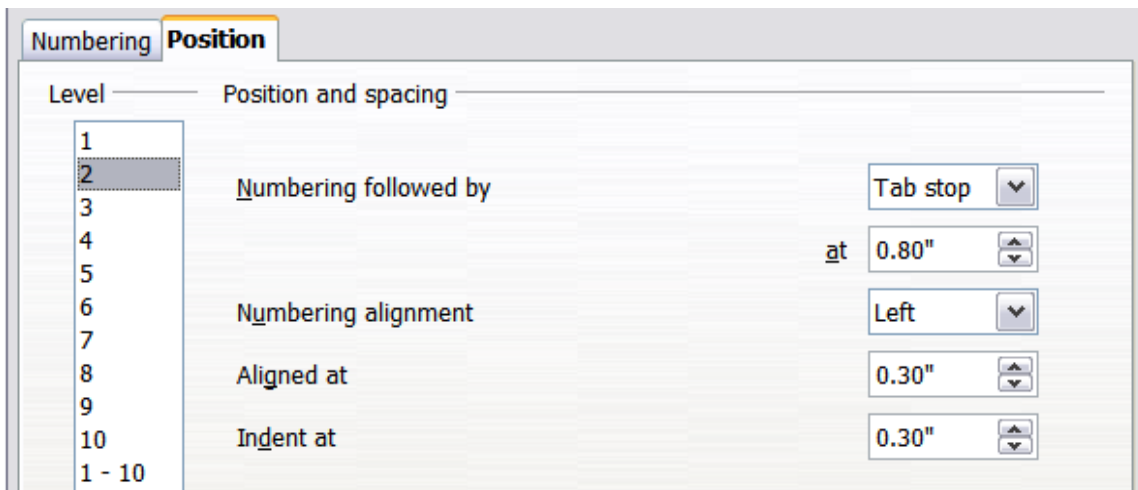 Numbering Position
Level Position and spacing
1
2
Numbering followed by Tab stop
3
4
at 0.80"
5
6
Numbering alignment Left
7
8
Aligned at 0.30"
9
10
Indent at 0.30"
1 - 10